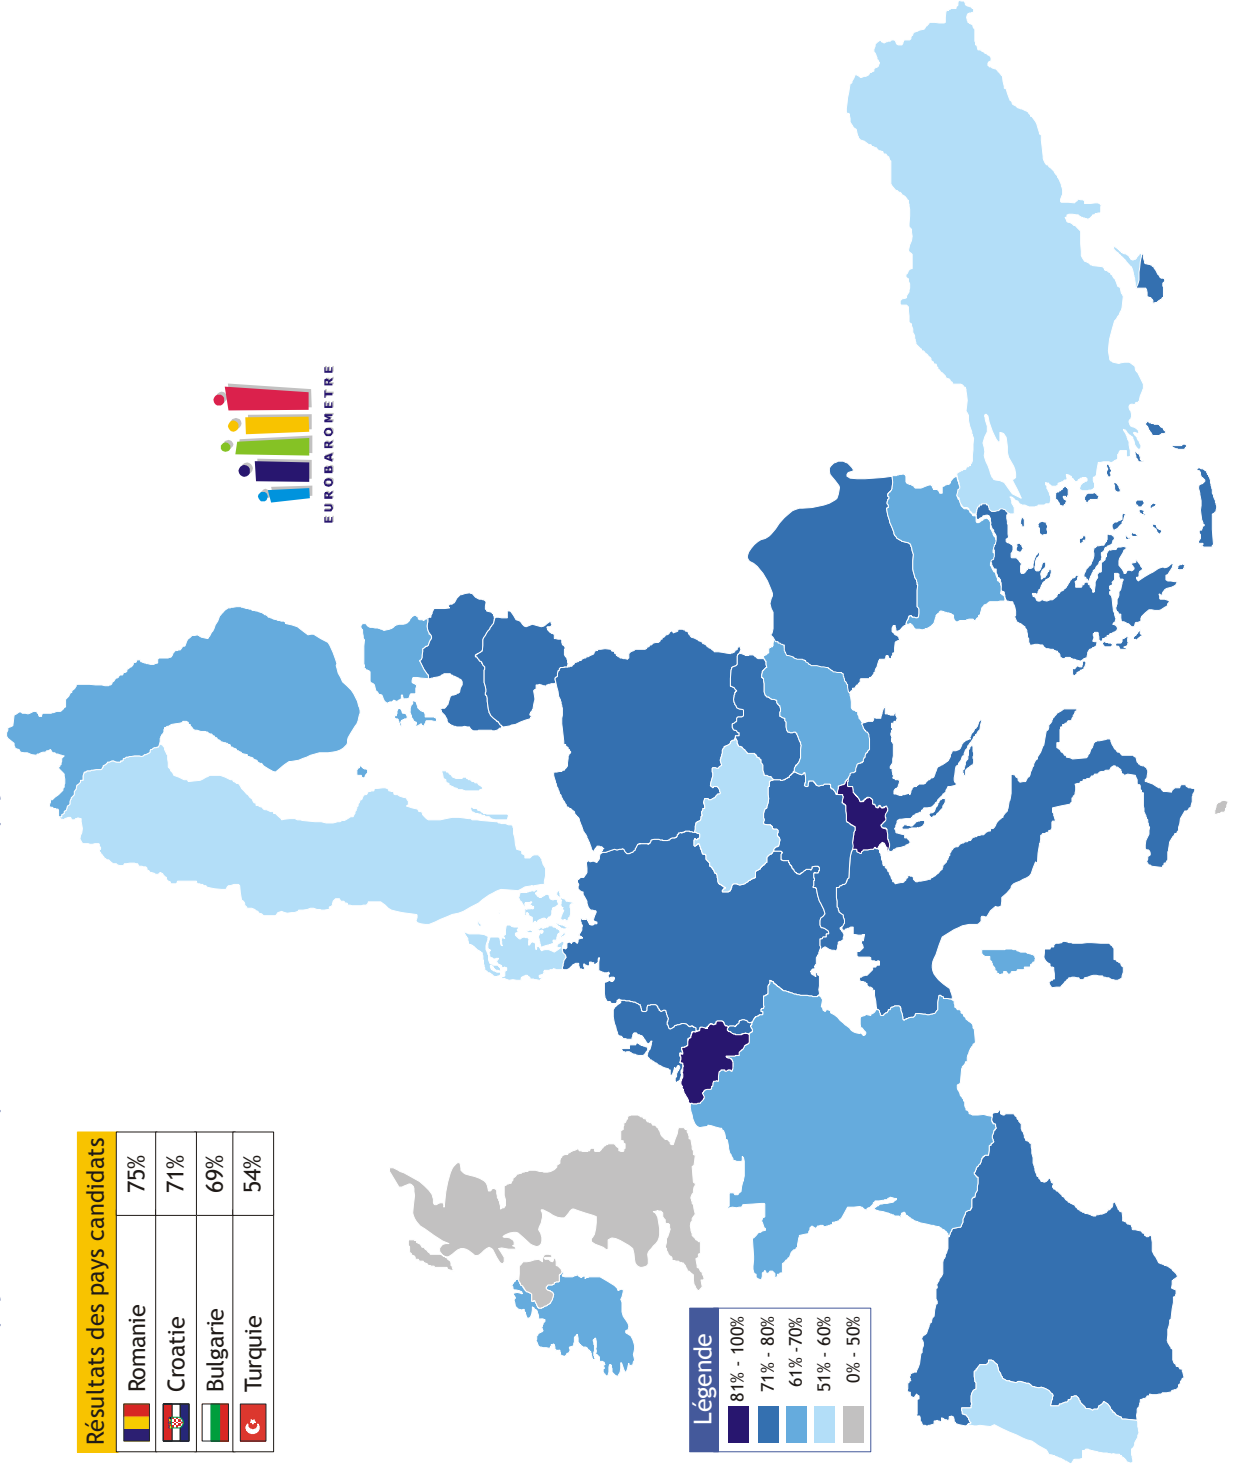 Résultats des pays candidats
Romanie 75%
Croatie 71%
Bulgarie 69%
Turquie 54%
EUROBAROMETRE
Légende
81% - 100%
71% - 80%
61% -70%
51% - 60%
0% - 50%